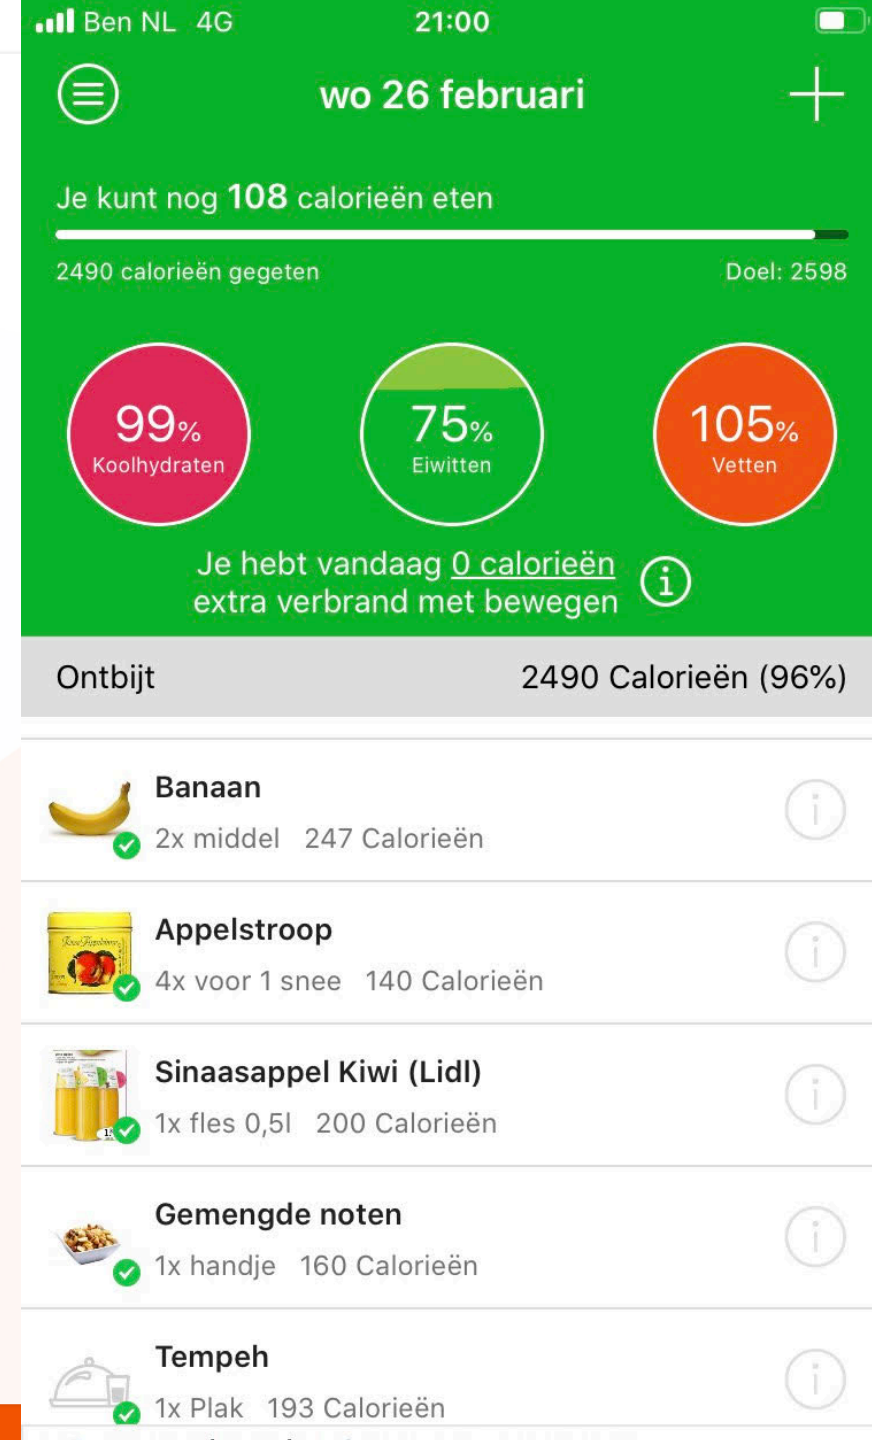 Ben NL 4G 21:00
wo 26 februari
Je kunt nog 108 calorieën eten
2490 calorieën gegeten Doel: 2598
99% 75% 105%
Koolhydraten Eiwitten Vetten
Je hebt vandaag 0 calorieën
extra verbrand met bewegen
Ontbijt 2490 Calorieën (96%)
Banaan
2x middel 247 Calorieën
Appelstroop
4x voor 1 snee 140 Calorieën
Sinaasappel Kiwi (Lidl)
1x fles 0,5l 200 Calorieën
Gemengde noten
1x handje 160 Calorieën
Tempeh
1x Plak 193 Calorieën